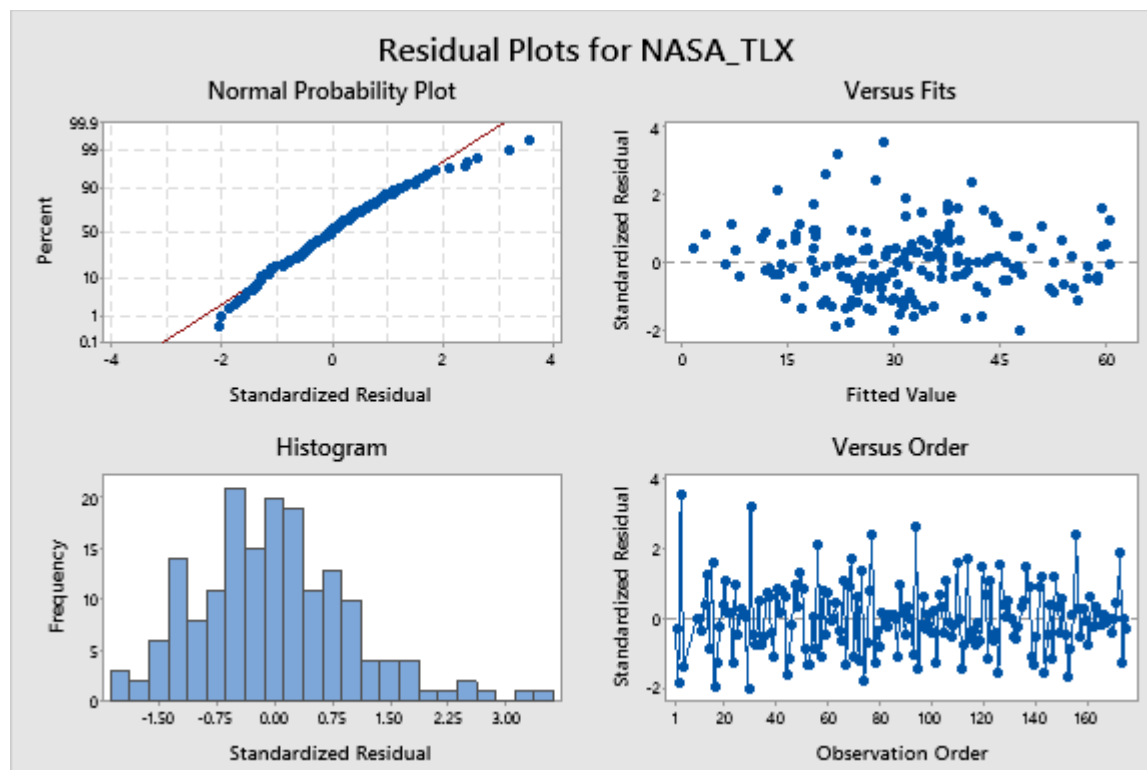 Residual Plots for NASA_TLX
Normal Probability Plot
99.9
99
90
50
10
1
0.1
-4 -2 0 2 4
Percent
Standardized Residual
Versus Fits
4
2
0
-2
0 15 30 45 60
Standardized Residual
Fitted Value
Histogram
20
15
10
5
0
-1.50 -0.75 0.00 0.75 1.50 2.25 3.00
Frequency
Standardized Residual
Versus Order
4
2
0
-2
1 20 40 60 80 100 120 140 160
Standardized Residual
Observation Order